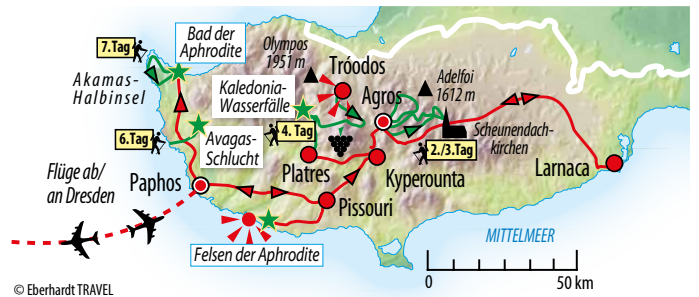 7. Tag
Bad der
Aphrodite
Olympos
1951 m
Tróodos
Adelfoi
1612 m
Akamas-
Halbinsel
Kaledonia-
Wasserfälle
Agros
6. Tag
Avagas-
Schlucht
4. Tag
2./3. Tag
Scheunendach-
kirchen
Flüge ab/
an Dresden
Paphos
Platres
Kyperounta
Larnaca
Pissouri
Felsen der Aphrodite
MITTELMEER
0
50 km
© Eberhardt TRAVEL